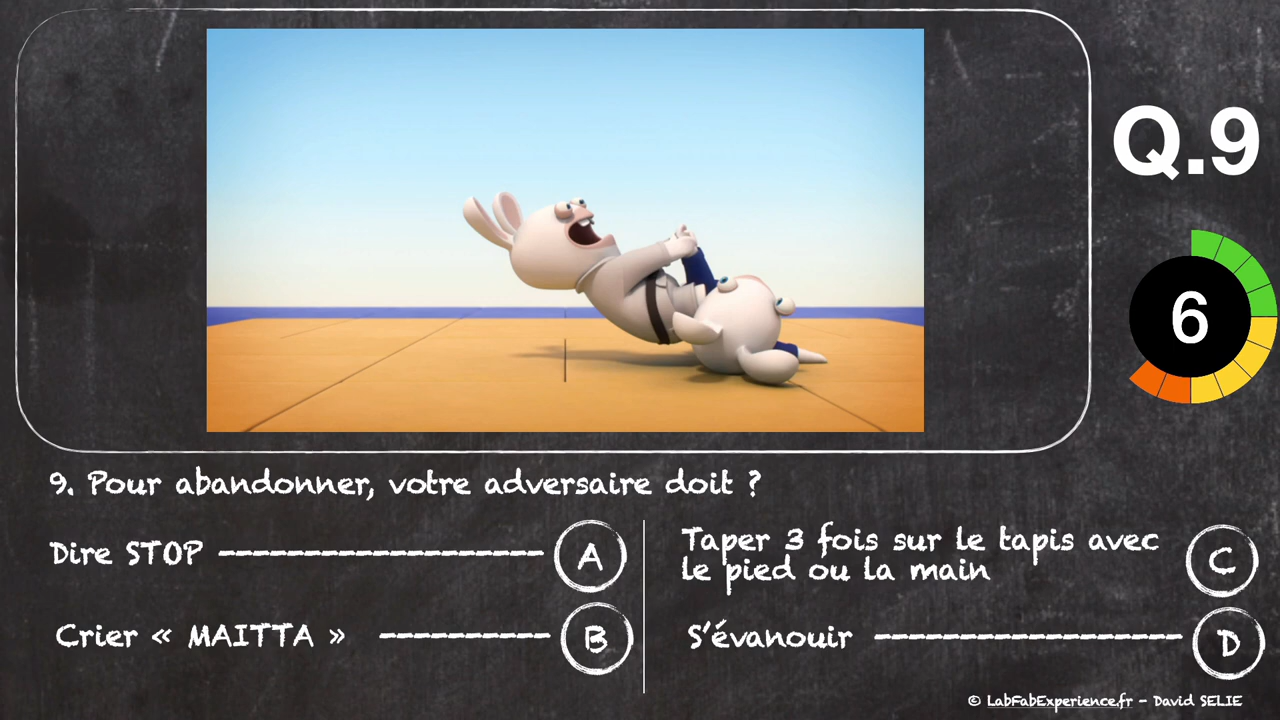 Q.9
6
9. Pour abandonner, votre adversaire doit ?
Dire STOP ------------------- A
Crier « MAITTA » ---------- B
Taper 3 fois sur le tapis avec
le pied ou la main C
S'évanouir ------------------ D
© LabFabExperience.fr - David SELIE